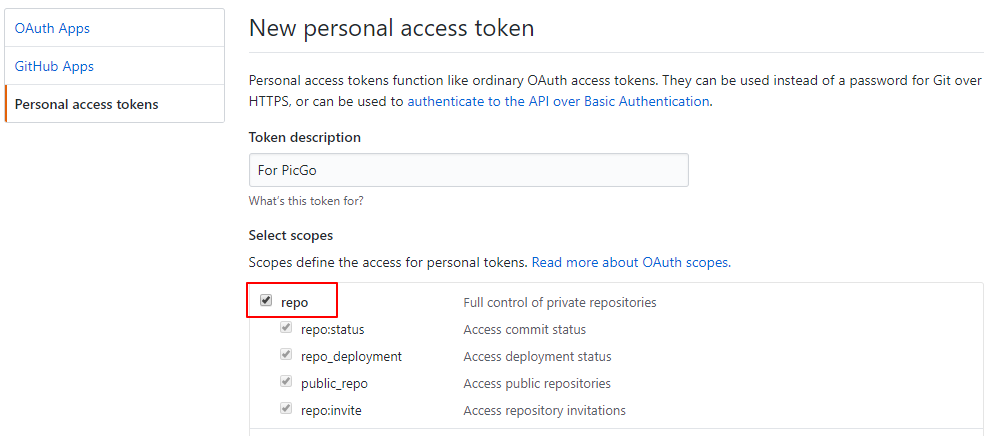 OAuth Apps
GitHub Apps
Personal access tokens
New personal access token
Personal access tokens function like ordinary OAuth access tokens. They can be used instead of a password for Git over
HTTPS, or can be used to authenticate to the API over Basic Authentication.
Token description
For PicGo
What's this token for?
Select scopes
Scopes define the access for personal tokens. Read more about OAuth scopes.
repo Full control of private repositories
repo:status Access commit status
repo_deployment Access deployment status
public_repo Access public repositories
repo:invite Access repository invitations